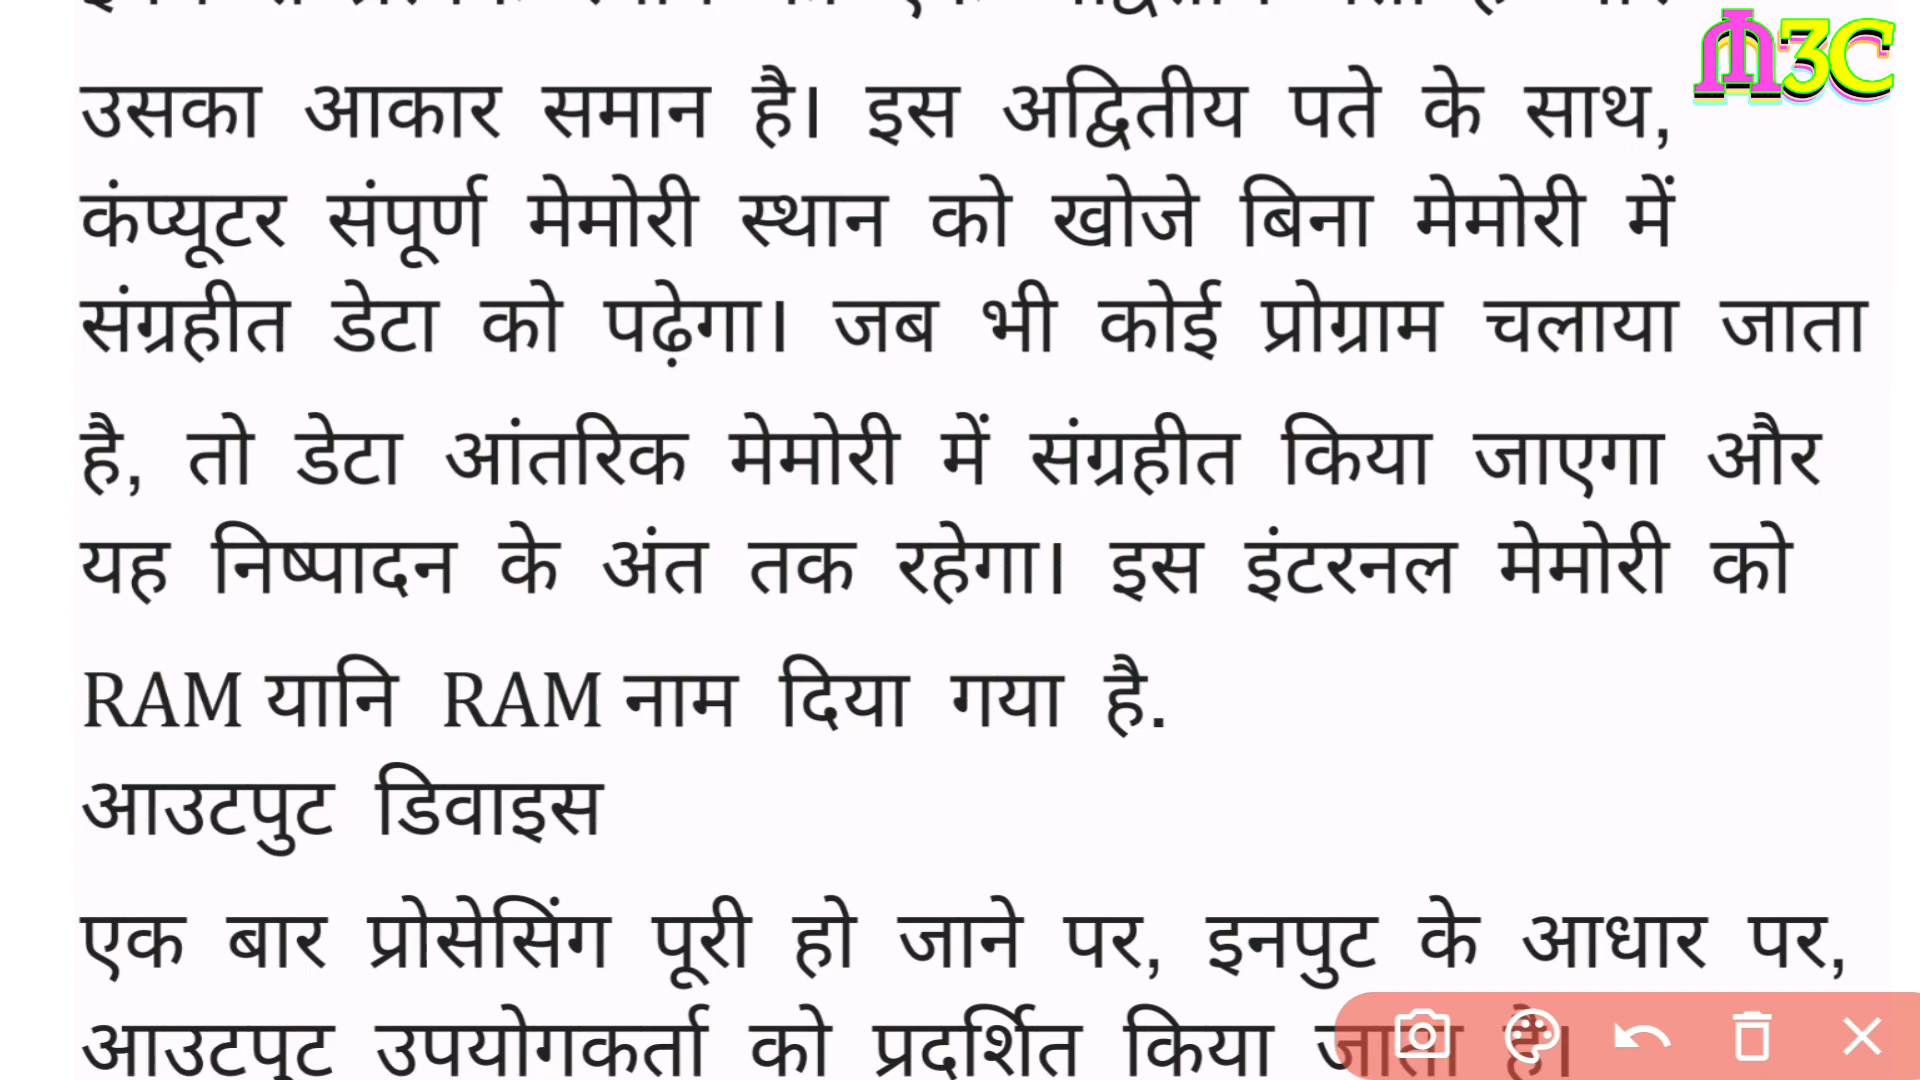 M3C
उसका आकार समान है। इस अद्वितीय पते के साथ,
कंप्यूटर संपूर्ण मेमोरी स्थान को खोजे बिना मेमोरी में
संग्रहीत डेटा को पढ़ेगा। जब भी कोई प्रोग्राम चलाया जाता
है, तो डेटा आंतरिक मेमोरी में संग्रहीत किया जाएगा और
यह निष्पादन के अंत तक रहेगा। इस इंटरनल मेमोरी को
RAM यानि RAM नाम दिया गया है.
आउटपुट डिवाइस
एक बार प्रोसेसिंग पूरी हो जाने पर, इनपुट के आधार पर,
आउटपुट उपयोगकर्ता को प्रदर्शित किया जाता है।